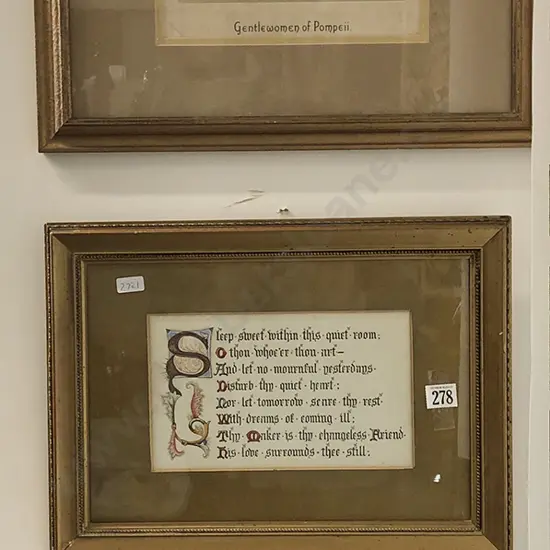 Gentlewomen of Pompeii.
Sleep·sweet·within·this·quiet·room:
O·thou·whoe'er·thou·art—
And·let·no·mournful·yesterdays·
Disturb·thy·quiet·heart:
Nor·let·tomorrow·scare·thy·rest
With·dreams·of·coming·ill:
Thy·Maker·is·thy·changeless·Friend·
His·love·surrounds·thee·still:
278